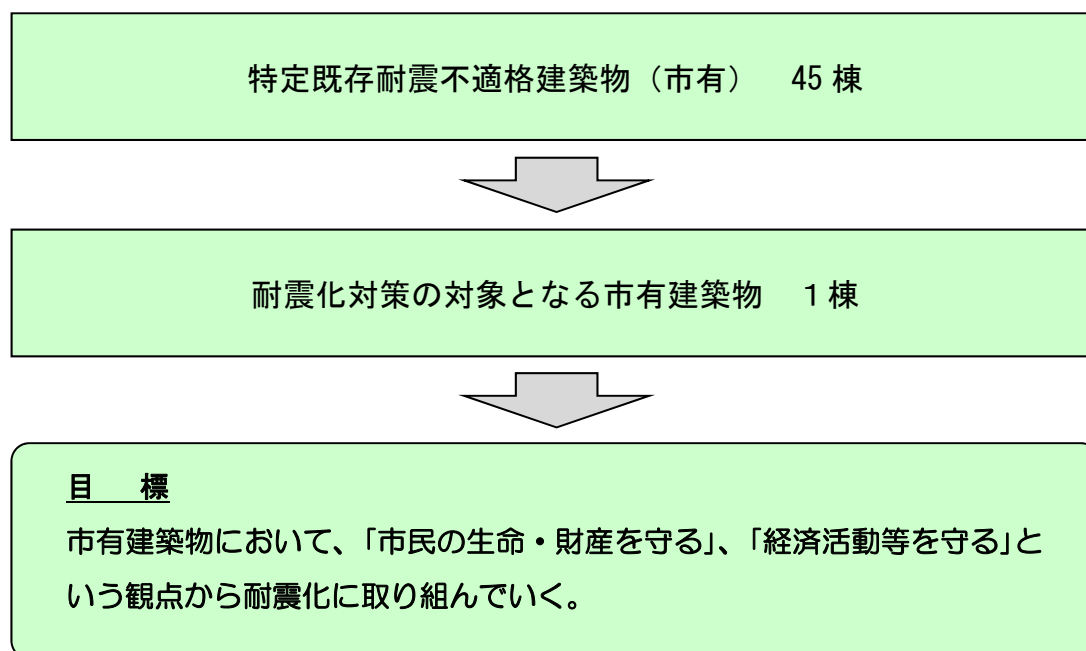 特定既存耐震不適格建築物（市有）　45 棟
耐震化対策の対象となる市有建築物　１棟
目　標
市有建築物において、「市民の生命・財産を守る」、「経済活動等を守る」と
いう観点から耐震化に取り組んでいく。